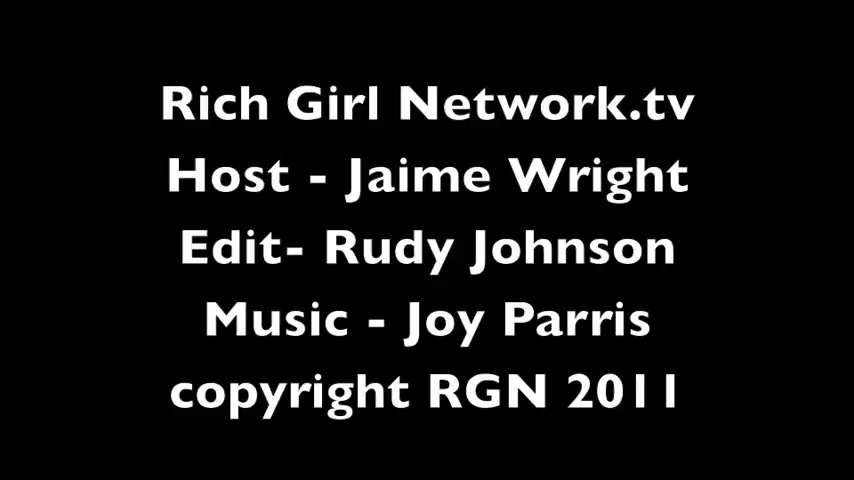 Rich Girl Network.tv
Host - Jaime Wright
Edit- Rudy Johnson
Music - Joy Parris
copyright RGN 2011